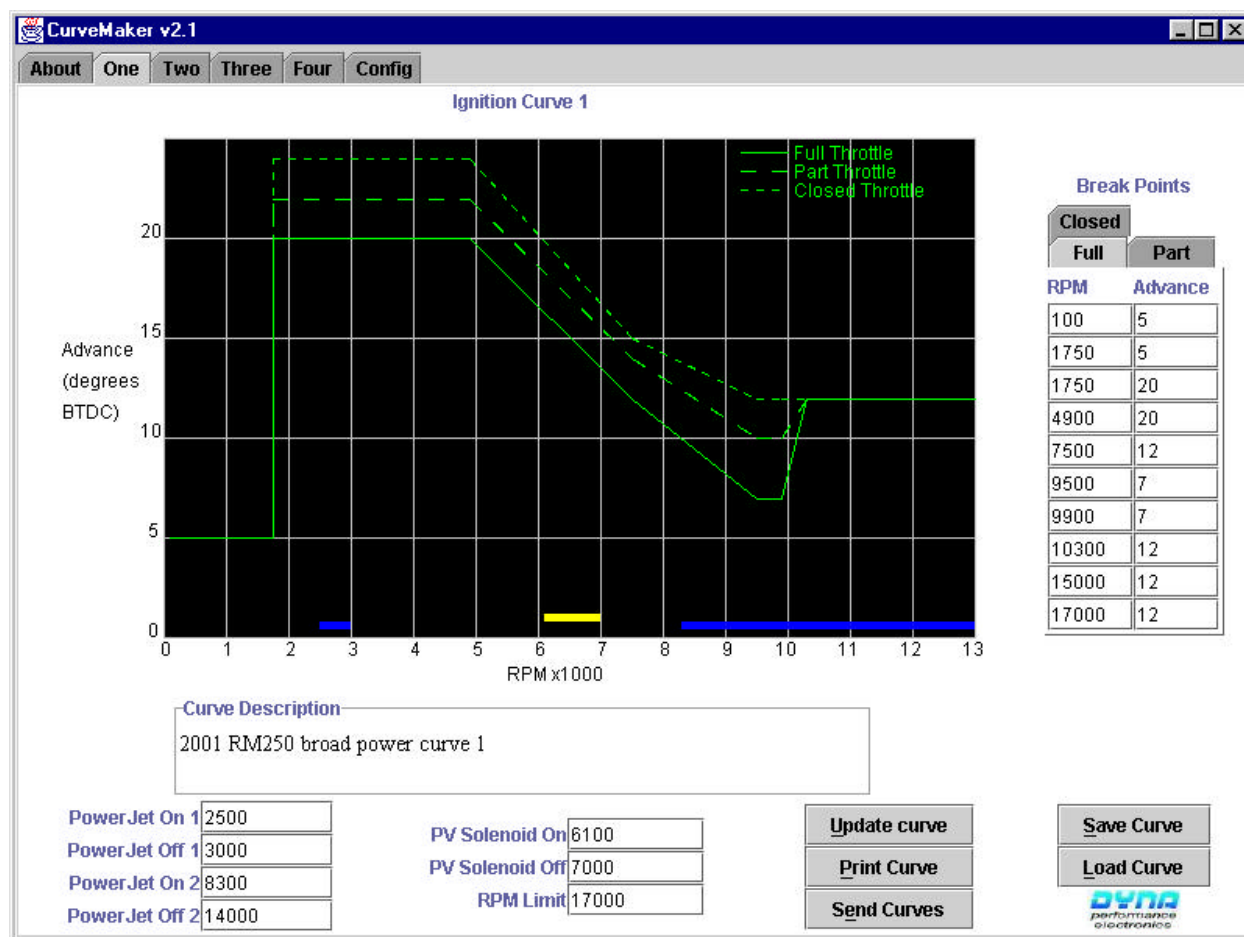 CurveMaker v2.1
About One Two Three Four Config
Ignition Curve 1
Full Throttle
Part Throttle
Closed Throttle
20
15
10
5
0
Advance
(degrees
BTDC)
0 1 2 3 4 5 6 7 8 9 10 11 12 13
RPM x1000
Break Points
Closed
Full Part
RPM Advance
100 5
1750 5
1750 20
4900 20
7500 12
9500 7
9900 7
10300 12
15000 12
17000 12
Curve Description
2001 RM250 broad power curve 1
PowerJet On 1 2500
PowerJet Off 1 3000
PowerJet On 2 8300
PowerJet Off 2 14000
PV Solenoid On 6100
PV Solenoid Off 7000
RPM Limit 17000
Update curve
Print Curve
Send Curves
Save Curve
Load Curve
DYNA
performance
electronics